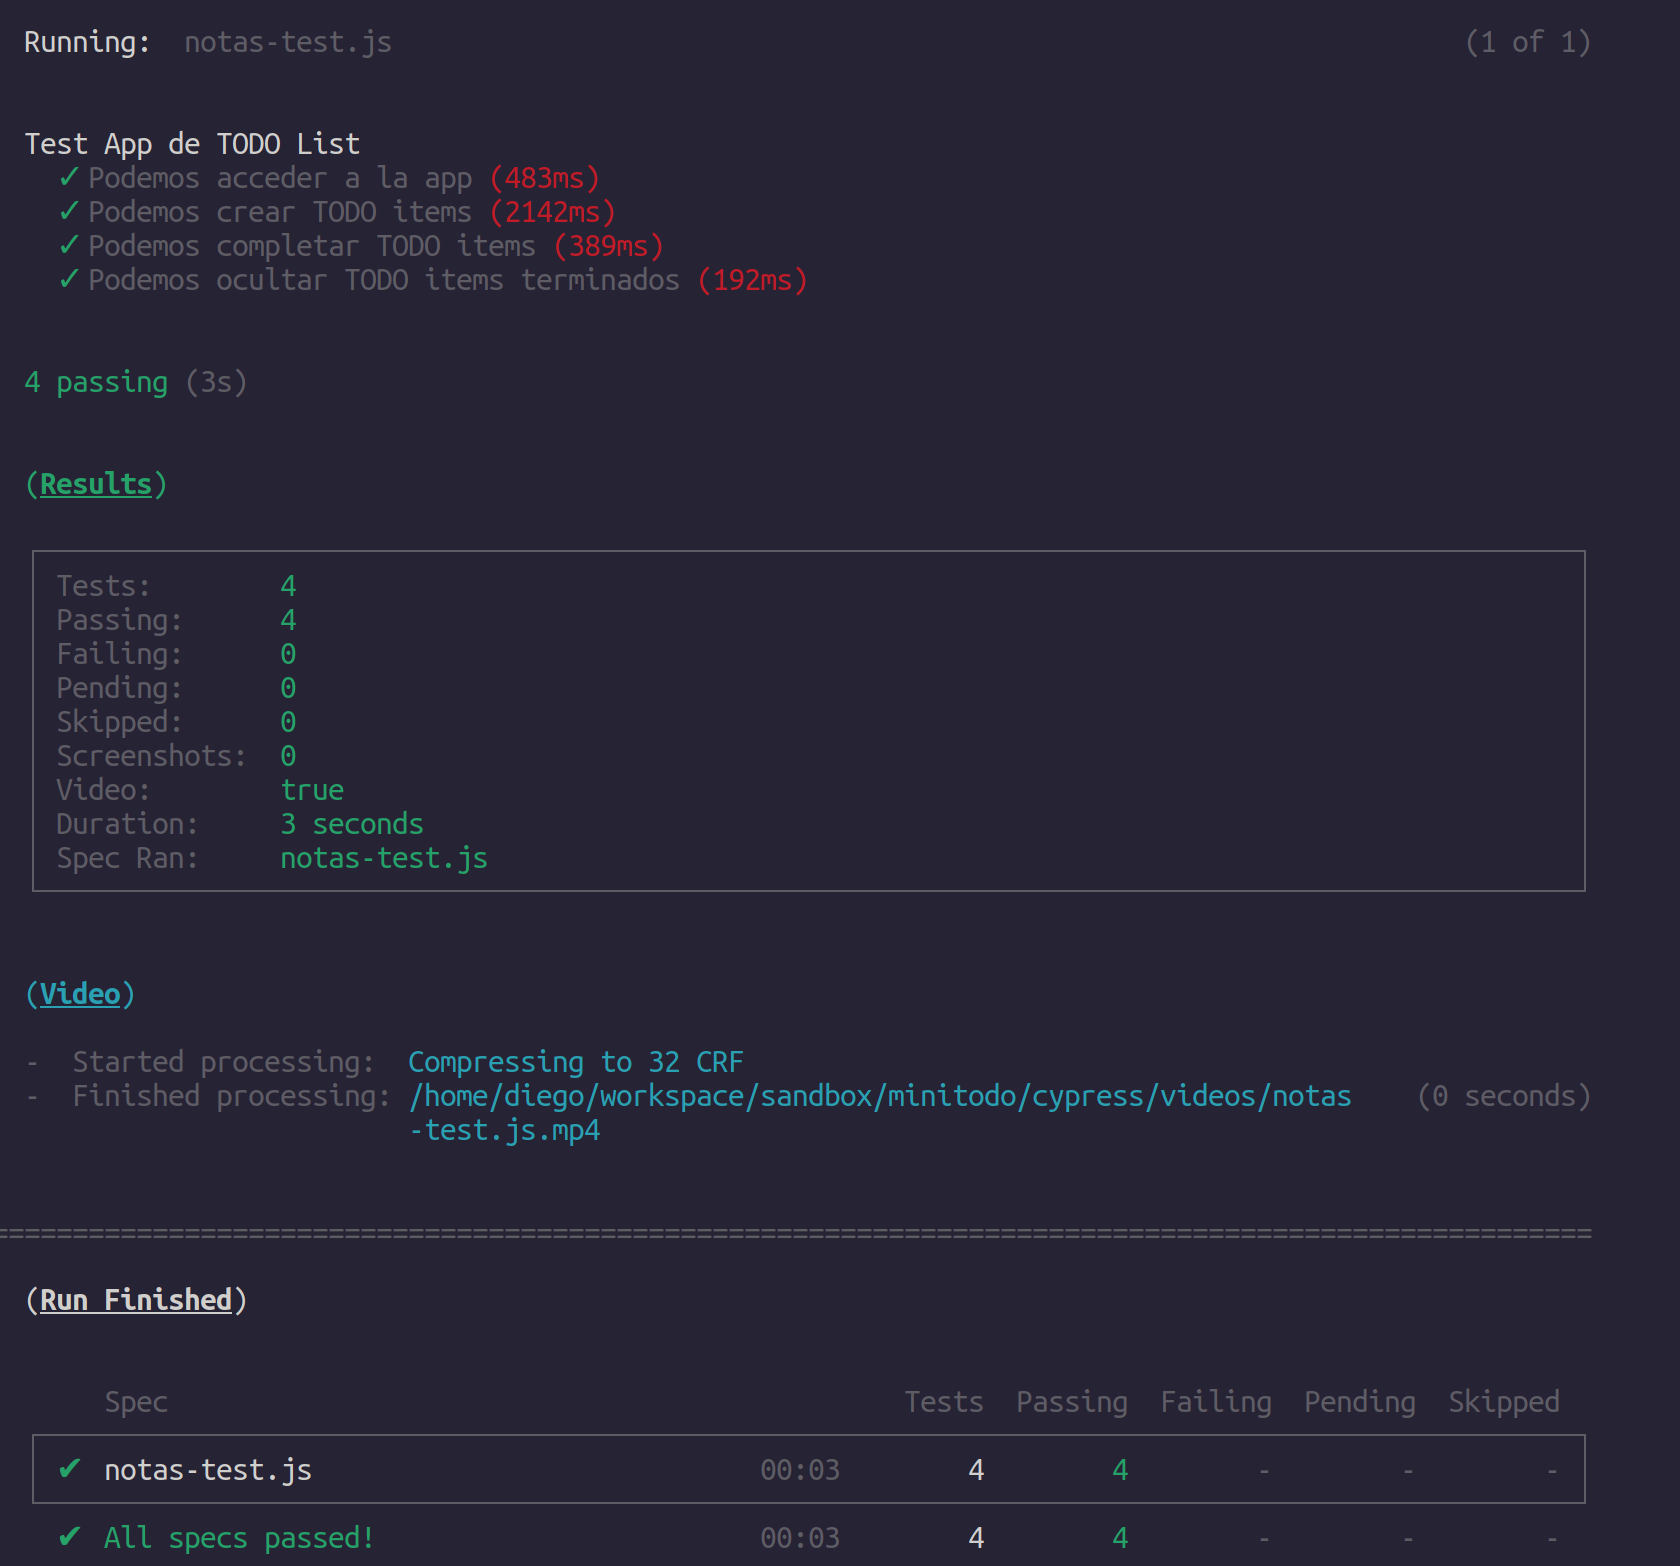 Running:  notas-test.js                                                                   (1 of 1)
Test App de TODO List
✓ Podemos acceder a la app (483ms)
✓ Podemos crear TODO items (2142ms)
✓ Podemos completar TODO items (389ms)
✓ Podemos ocultar TODO items terminados (192ms)
4 passing (3s)
(Results)
Tests:        4
Passing:      4
Failing:      0
Pending:      0
Skipped:      0
Screenshots:  0
Video:        true
Duration:     3 seconds
Spec Ran:     notas-test.js
(Video)
-  Started processing:  Compressing to 32 CRF
-  Finished processing: /home/diego/workspace/sandbox/minitodo/cypress/videos/notas    (0 seconds)
-test.js.mp4
====================================================================================================
(Run Finished)
Spec                                              Tests  Passing  Failing  Pending  Skipped
✔  notas-test.js                            00:03        4        4        -        -        -
✔  All specs passed!                        00:03        4        4        -        -        -